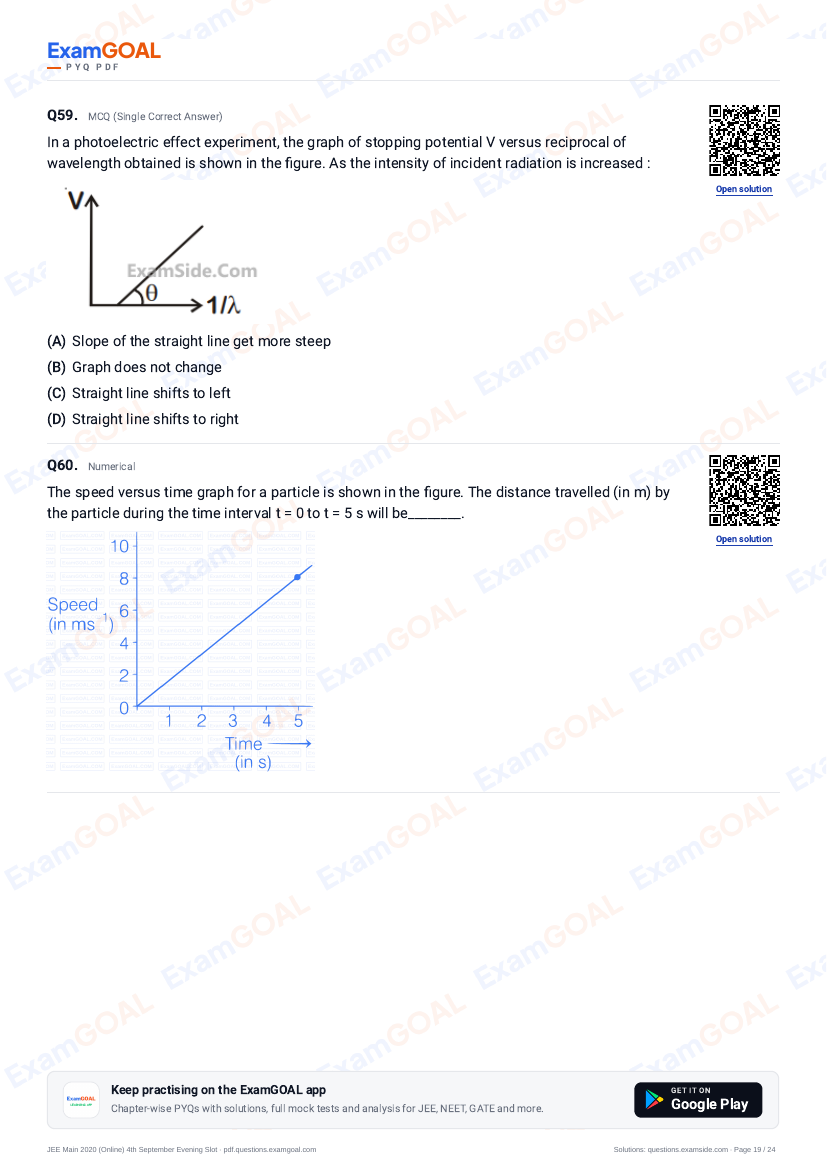 ExamGOAL
PYQ PDF
Q59. MCQ (Single Correct Answer)
In a photoelectric effect experiment, the graph of stopping potential V versus reciprocal of
wavelength obtained is shown in the figure. As the intensity of incident radiation is increased :
Open solution
V
ExamSide.Com
θ
1/λ
(A) Slope of the straight line get more steep
(B) Graph does not change
(C) Straight line shifts to left
(D) Straight line shifts to right
Q60. Numerical
The speed versus time graph for a particle is shown in the figure. The distance travelled (in m) by
the particle during the time interval t = 0 to t = 5 s will be________.
Open solution
10
8
Speed 6
(in ms ¹)
4
2
0
1 2 3 4 5
Time
(in s)
Keep practising on the ExamGOAL app
Chapter-wise PYQs with solutions, full mock tests and analysis for JEE, NEET, GATE and more.
GET IT ON
Google Play
JEE Main 2020 (Online) 4th September Evening Slot · pdf.questions.examgoal.com
Solutions: questions.examside.com · Page 19 / 24